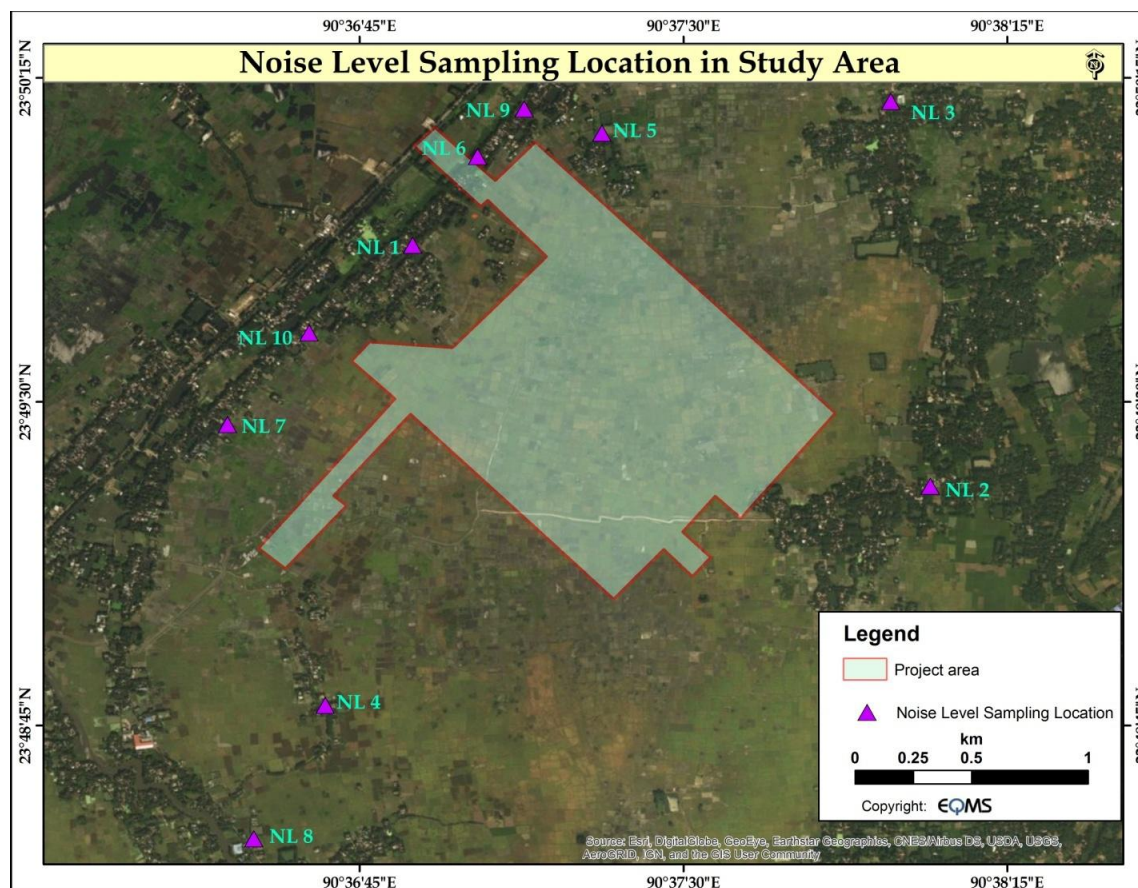 90°36'45"E 90°37'30"E 90°38'15"E
Noise Level Sampling Location in Study Area
N
23°50'15"N
NL 9
NL 3
NL 5
NL 6
NL 1
NL 10
23°49'30"N
NL 7
NL 2
Legend
Project area
NL 4
Noise Level Sampling Location
23°48'45"N
km
0 0.25 0.5 1
Copyright: EQMS
NL 8
Source: Esri, DigitalGlobe, GeoEye, Earthstar Geographics, CNES/Airbus DS, USDA, USGS,
AeroGRID, IGN, and the GIS User Community
90°36'45"E 90°37'30"E 90°38'15"E